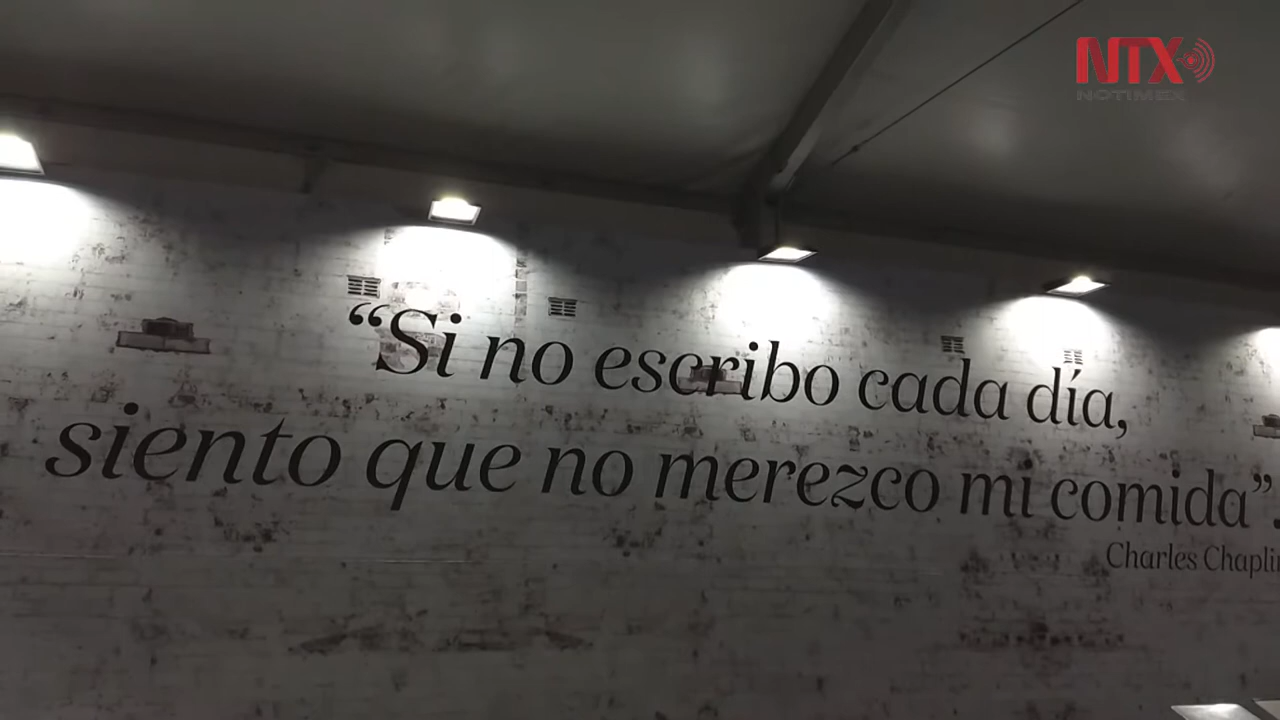 NTX
NOTIMEX
“Si no escribo cada día,
siento que no merezco mi comida”.
Charles Chaplin